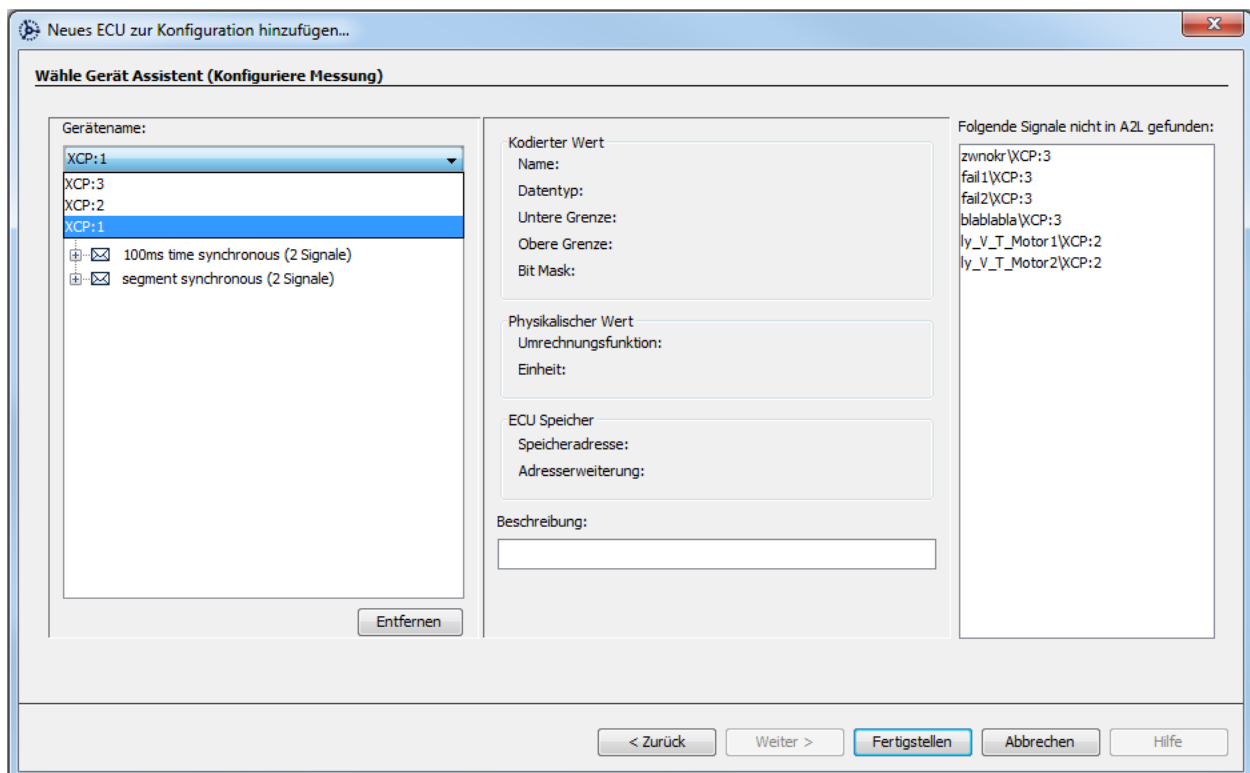 Neues ECU zur Konfiguration hinzufügen...
Wähle Gerät Assistent (Konfiguriere Messung)
Gerätename:
XCP:1
XCP:3
XCP:2
XCP:1
100ms time synchronous (2 Signale)
segment synchronous (2 Signale)
Entfernen
Kodierter Wert
Name:
Datentyp:
Untere Grenze:
Obere Grenze:
Bit Mask:
Physikalischer Wert
Umrechnungsfunktion:
Einheit:
ECU Speicher
Speicheradresse:
Adresserweiterung:
Beschreibung:
Folgende Signale nicht in A2L gefunden:
zwnokr\XCP:3
fail1\XCP:3
fail2\XCP:3
blablabla\XCP:3
ly_V_T_Motor1\XCP:2
ly_V_T_Motor2\XCP:2
< Zurück
Weiter >
Fertigstellen
Abbrechen
Hilfe